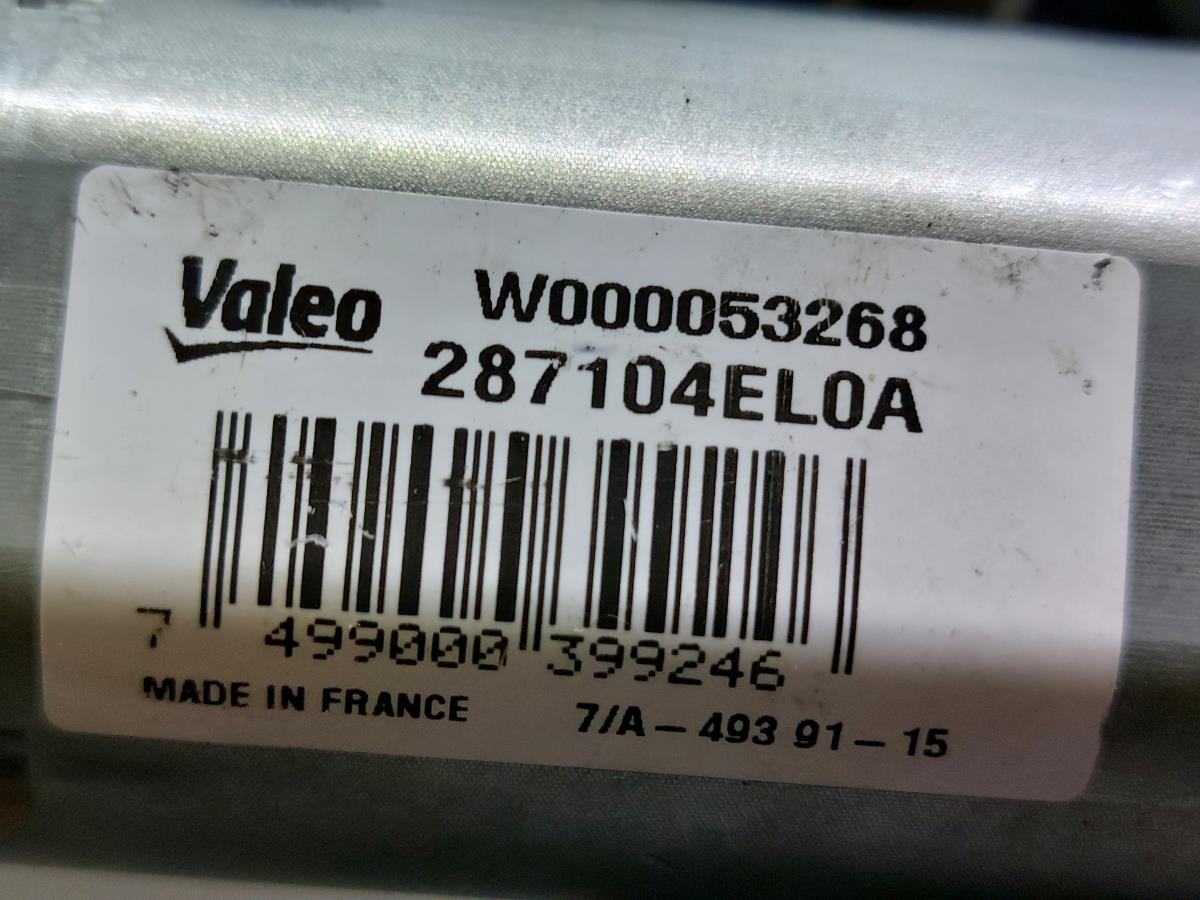 Valeo W000053268
287104EL0A
7 499000 399246
MADE IN FRANCE 7/A - 493 91 - 15